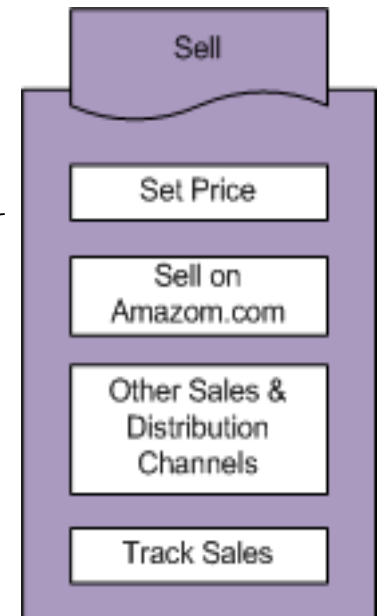 Sell
Set Price
Sell on
Amazom.com
Other Sales &
Distribution
Channels
Track Sales